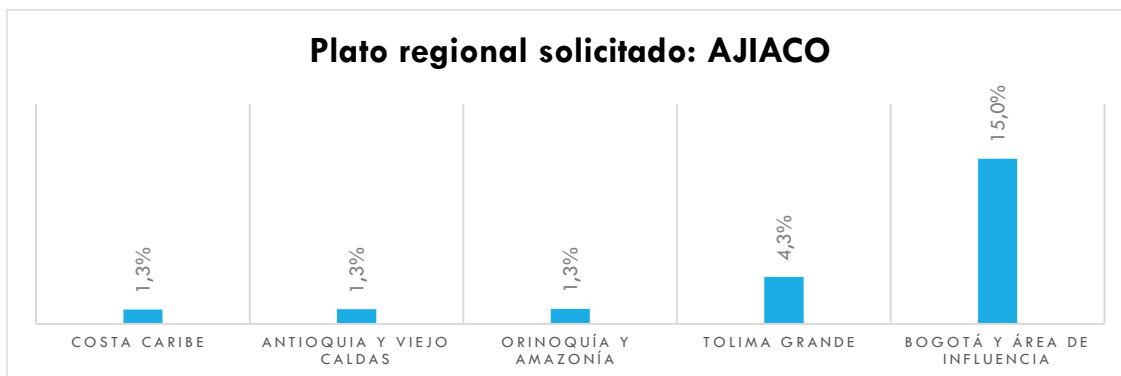 Plato regional solicitado: AJIACO
1,3%
1,3%
1,3%
4,3%
15,0%
COSTA CARIBE
ANTIOQUIA Y VIEJO
CALDAS
ORINOQUÍA Y
AMAZONÍA
TOLIMA GRANDE
BOGOTÁ Y ÁREA DE
INFLUENCIA